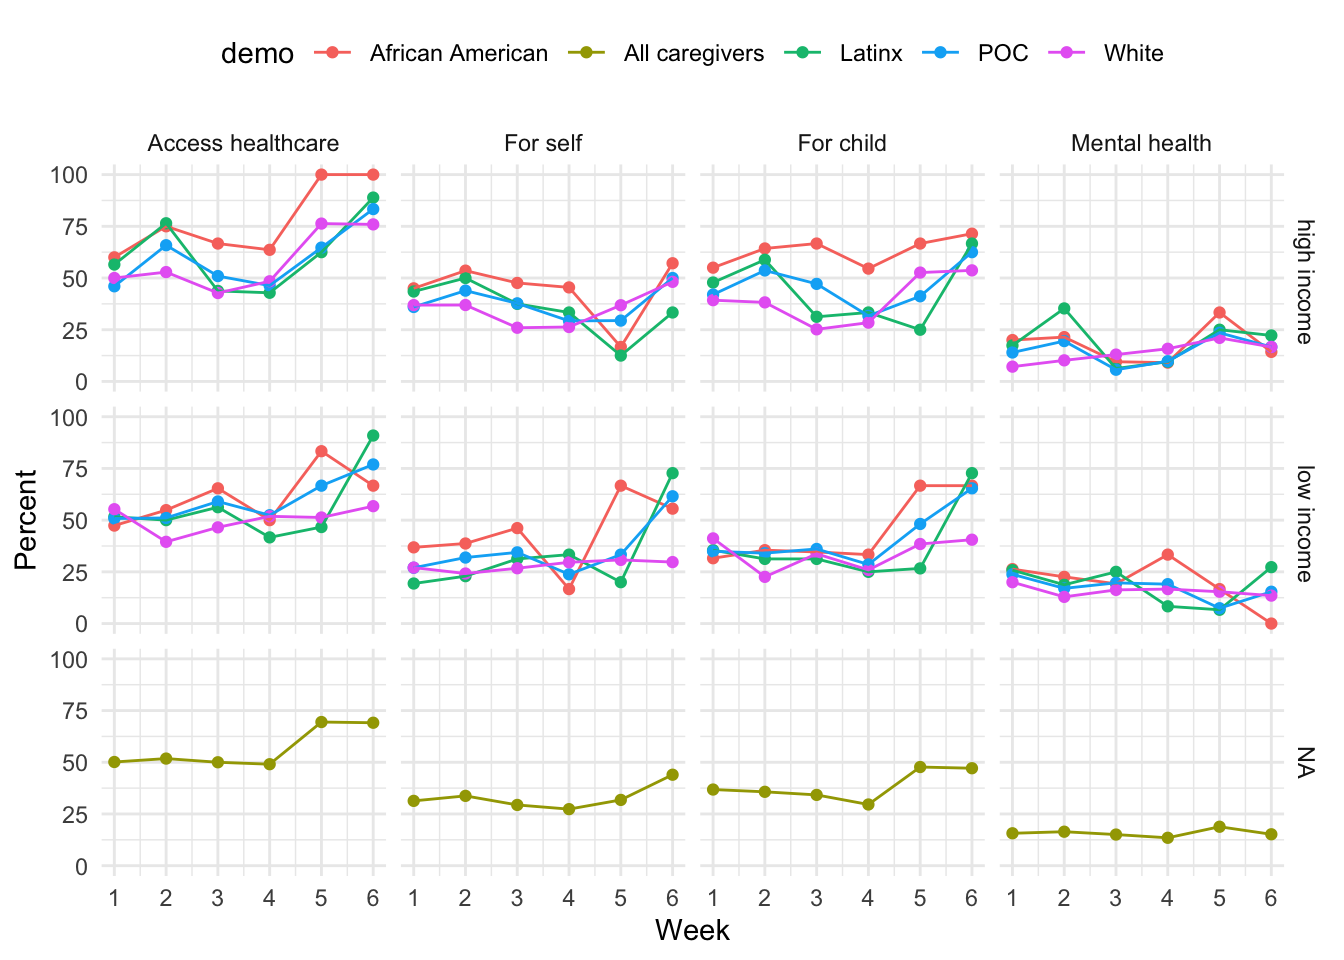 demo African American All caregivers Latinx POC White
Access healthcare For self For child Mental health
100
75
50
25
0
high income
100
75
50
25
0
low income
100
75
50
25
0
NA
Percent
1 2 3 4 5 6 1 2 3 4 5 6 1 2 3 4 5 6 1 2 3 4 5 6
Week